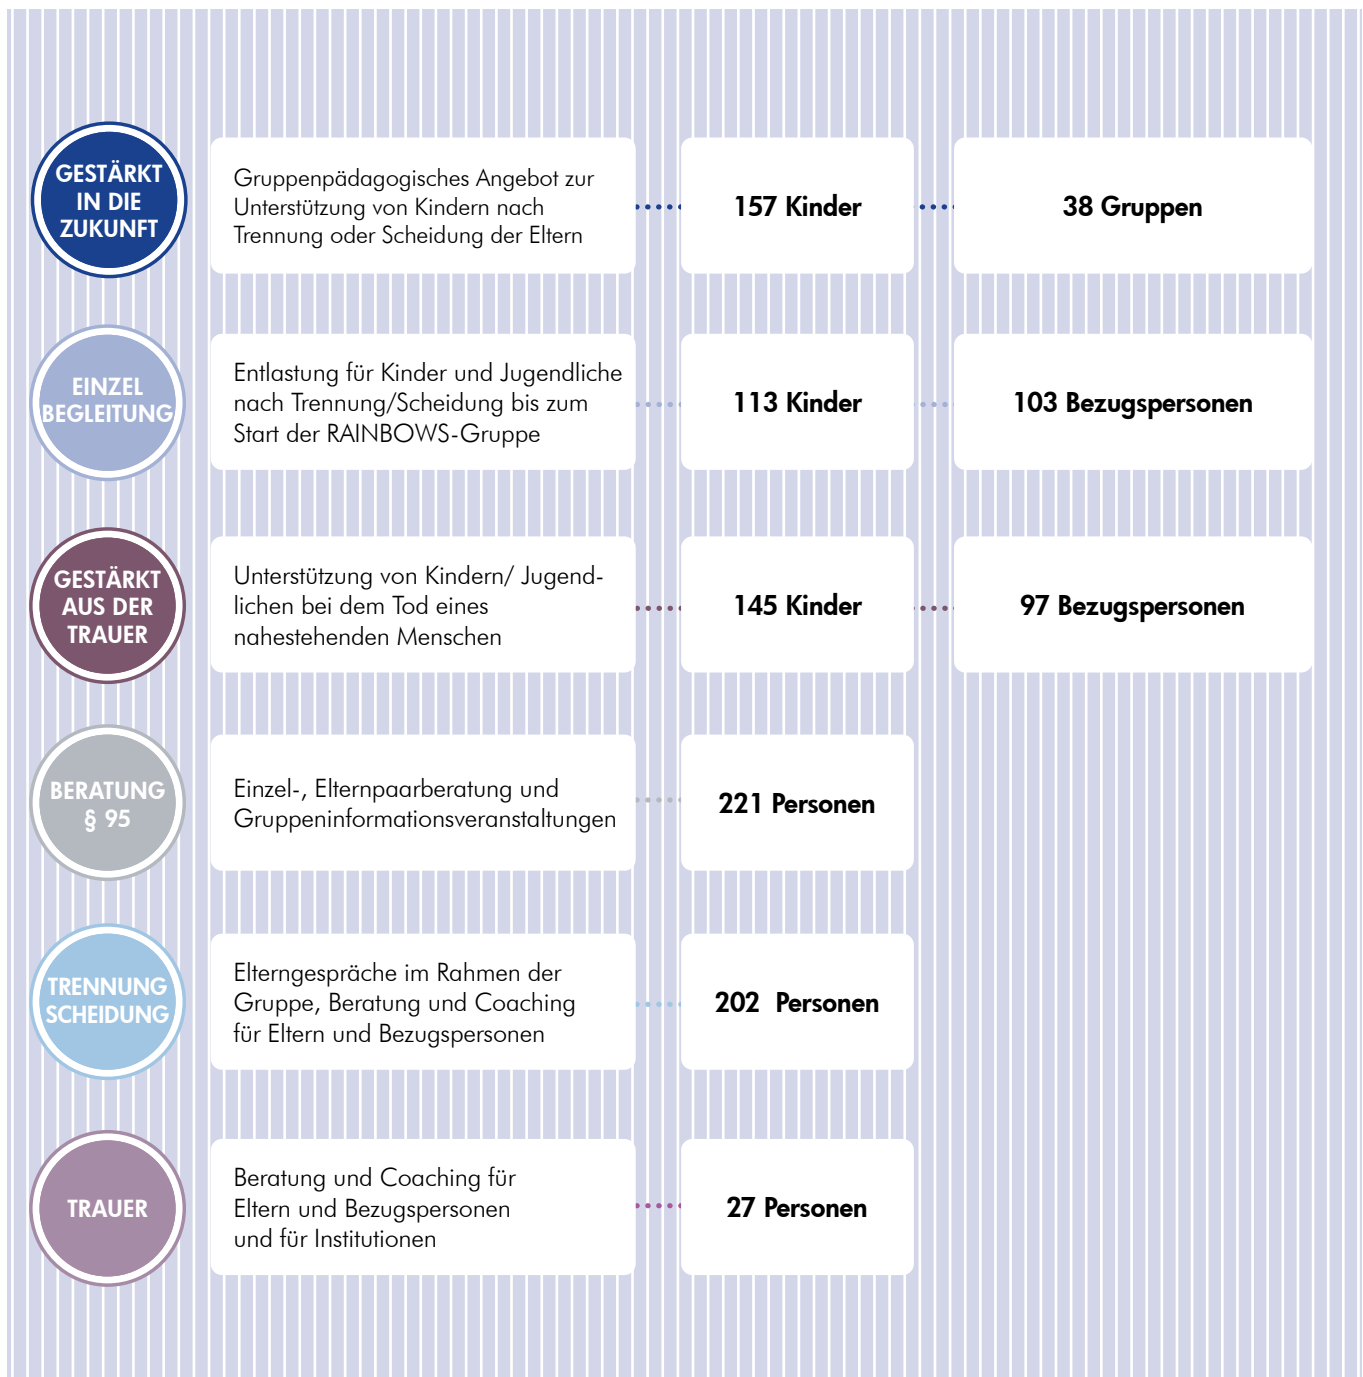 GESTÄRKT
IN DIE
ZUKUNFT
Gruppenpädagogisches Angebot zur
Unterstützung von Kindern nach
Trennung oder Scheidung der Eltern
157 Kinder
38 Gruppen
EINZEL
BEGLEITUNG
Entlastung für Kinder und Jugendliche
nach Trennung/Scheidung bis zum
Start der RAINBOWS-Gruppe
113 Kinder
103 Bezugspersonen
GESTÄRKT
AUS DER
TRAUER
Unterstützung von Kindern/ Jugend-
lichen bei dem Tod eines
nahestehenden Menschen
145 Kinder
97 Bezugspersonen
BERATUNG
§ 95
Einzel-, Elternpaarberatung und
Gruppeninformationsveranstaltungen
221 Personen
TRENNUNG
SCHEIDUNG
Elterngespräche im Rahmen der
Gruppe, Beratung und Coaching
für Eltern und Bezugspersonen
202 Personen
TRAUER
Beratung und Coaching für
Eltern und Bezugspersonen
und für Institutionen
27 Personen